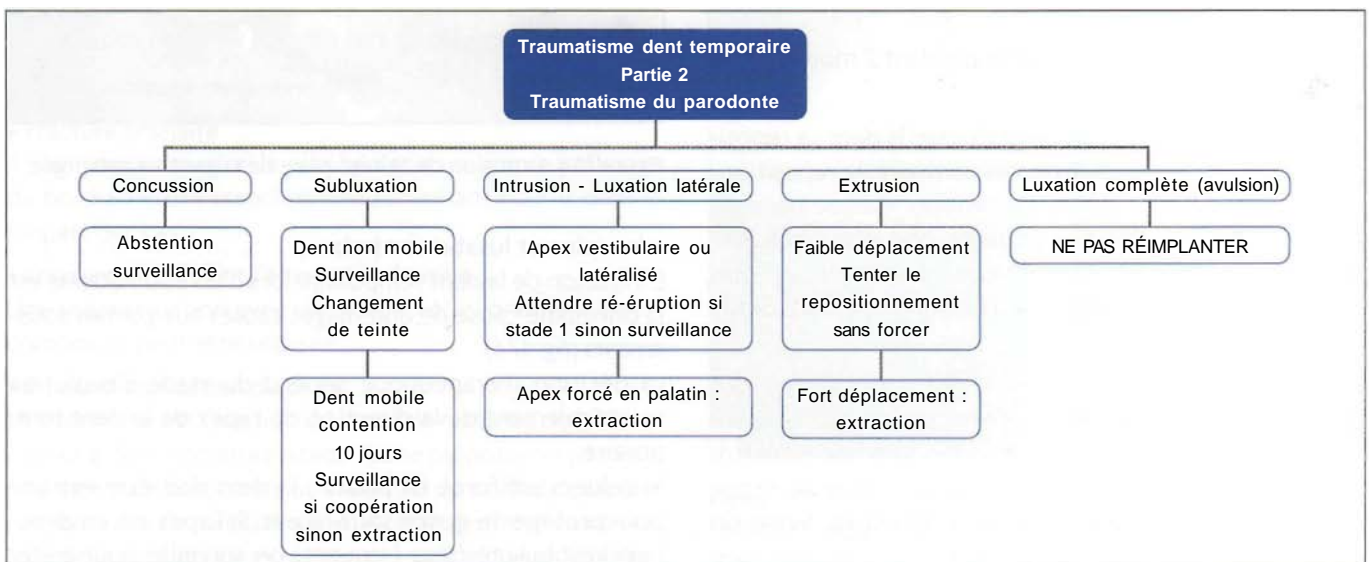 Traumatisme dent temporaire
Partie 2
Traumatisme du parodonte
Concussion
Abstention
surveillance
Subluxation
Dent peu mobile
Surveillance
Changement
de teinte
Dent mobile
contention
10 jours
Surveillance
si coopération
sinon extraction
Intrusion - Luxation latérale
Apex vestibulaire ou
latéralisé
Attendre ré-éruption si
stade 1 sinon surveillance
Apex forcé en palatin :
extraction
Extrusion
Faible déplacement
Tenter le
repositionnement
sans forcer
Fort déplacement :
extraction
Luxation complète (avulsion)
NE PAS RÉIMPLANTER